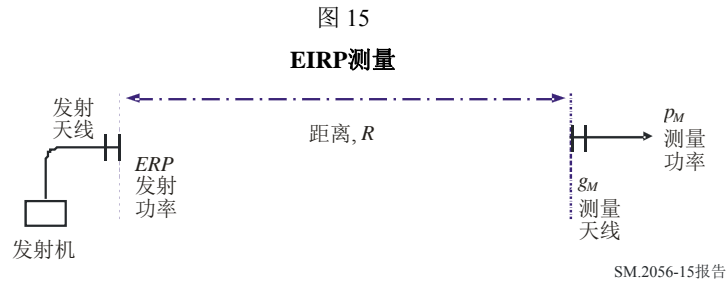 图 15
EIRP测量
发射
天线
距离, R
ERP
发射
功率
发射机
pM
测量
功率
gM
测量
天线
SM.2056-15报告